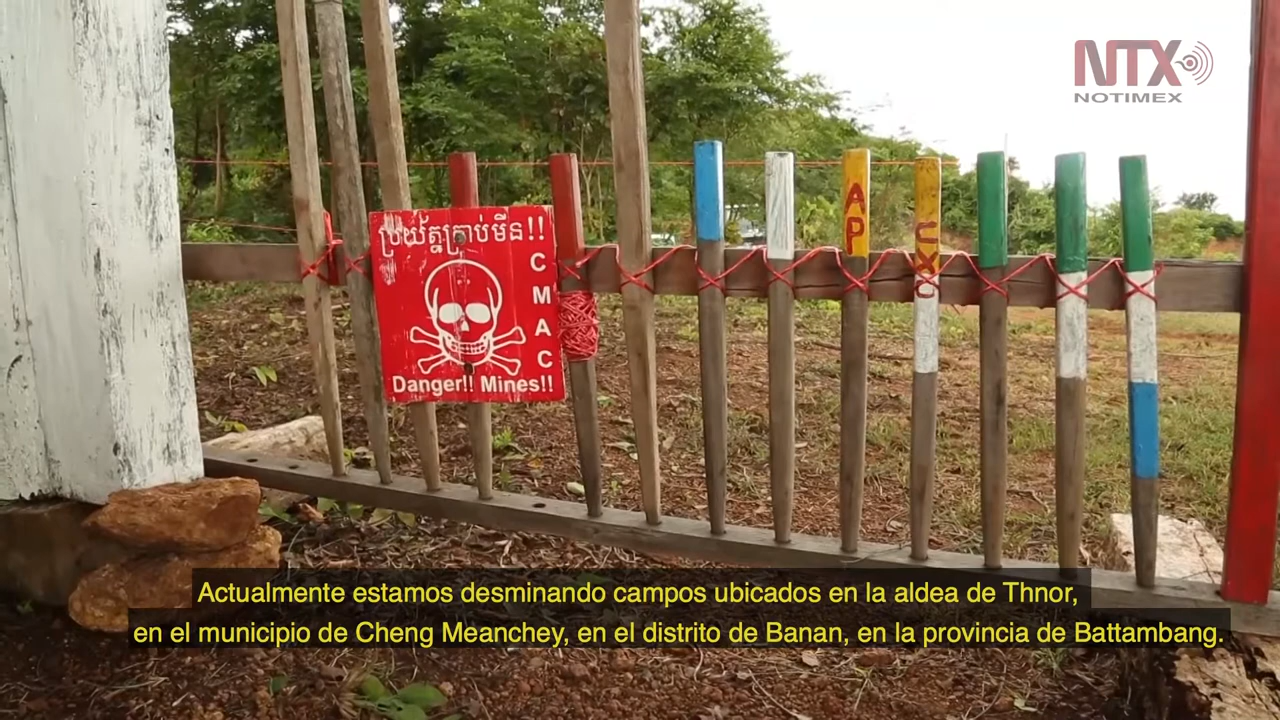 NTX
NOTIMEX
ប្រយ័ត្នគ្រាប់មីន!!
CMAC
Danger!! Mines!!
AP
UXO
Actualmente estamos desminando campos ubicados en la aldea de Thnor,
en el municipio de Cheng Meanchey, en el distrito de Banan, en la provincia de Battambang.